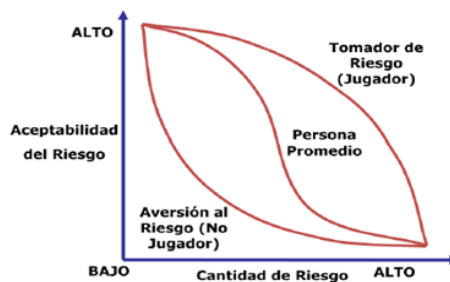 ALTO
Tomador de
Riesgo
(Jugador)
Aceptabilidad
del Riesgo
Persona
Promedio
Aversión al
Riesgo (No
Jugador)
BAJO
Cantidad de Riesgo
ALTO